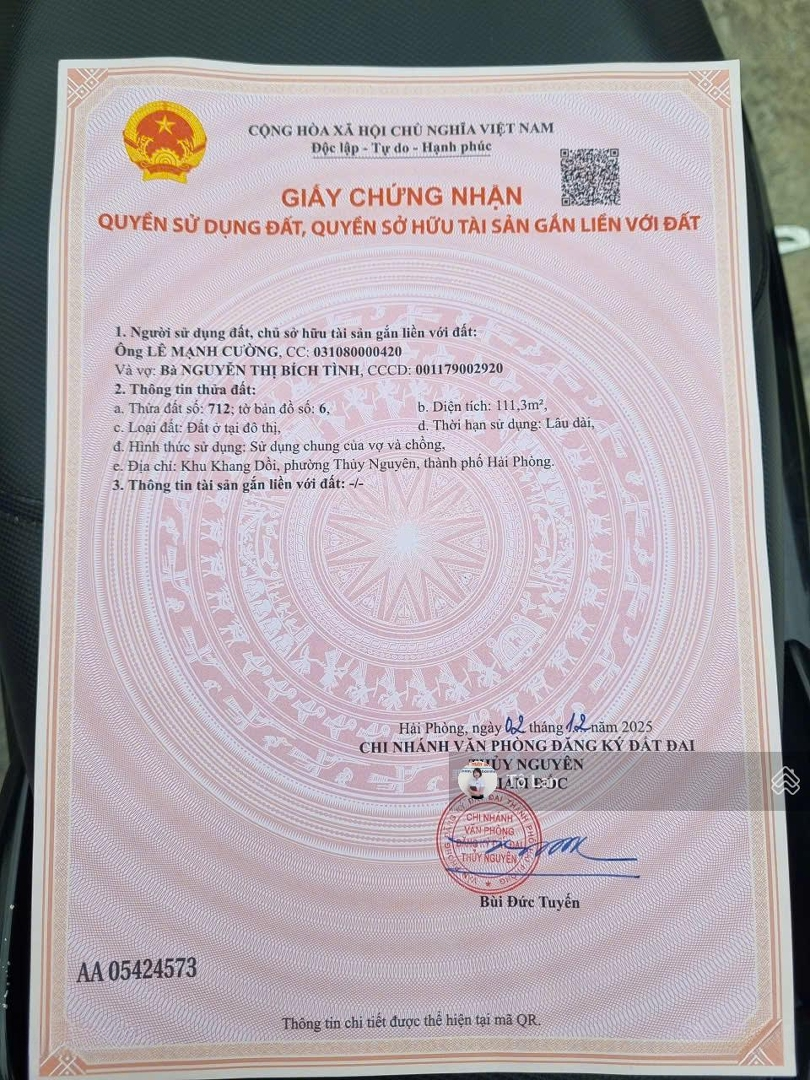 CỘNG HÒA XÃ HỘI CHỦ NGHĨA VIỆT NAM
Độc lập - Tự do - Hạnh phúc
GIẤY CHỨNG NHẬN
QUYỀN SỬ DỤNG ĐẤT, QUYỀN SỞ HỮU TÀI SẢN GẮN LIỀN VỚI ĐẤT
1. Người sử dụng đất, chủ sở hữu tài sản gắn liền với đất:
Ông LÊ MẠNH CƯỜNG, CC: 031080000420
Và vợ: Bà NGUYỄN THỊ BÍCH TÌNH, CCCD: 001179002920
2. Thông tin thửa đất:
a. Thửa đất số: 712; tờ bản đồ số: 6, b. Diện tích: 111,3m²,
c. Loại đất: Đất ở tại đô thị, d. Thời hạn sử dụng: Lâu dài,
đ. Hình thức sử dụng: Sử dụng chung của vợ và chồng,
e. Địa chỉ: Khu Khang Dồi, phường Thủy Nguyên, thành phố Hải Phòng.
3. Thông tin tài sản gắn liền với đất: -/-
Hải Phòng, ngày 02 tháng 12 năm 2025
CHI NHÁNH VĂN PHÒNG ĐĂNG KÝ ĐẤT ĐAI
THỦY NGUYÊN
GIÁM ĐỐC
CHI NHÁNH
VĂN PHÒNG
ĐĂNG KÝ ĐẤT ĐAI
THỦY NGUYÊN
Bùi Đức Tuyến
AA 05424573
Thông tin chi tiết được thể hiện tại mã QR.